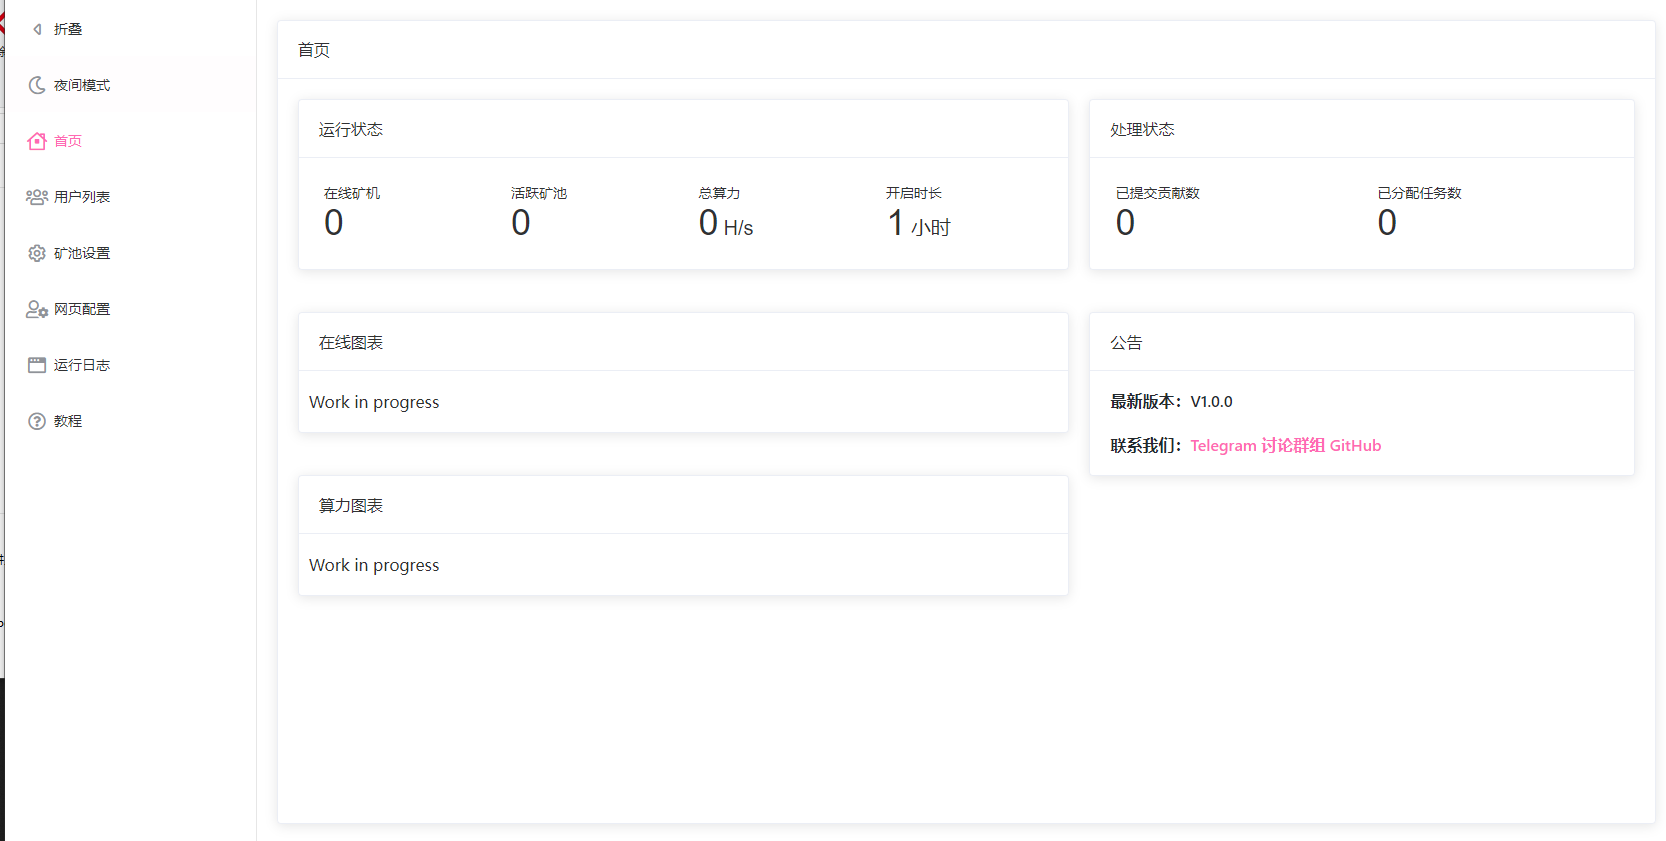 折叠
夜间模式
首页
用户列表
矿池设置
网页配置
运行日志
教程
首页
运行状态
在线矿机
0
活跃矿池
0
总算力
0 H/s
开启时长
1 小时
处理状态
已提交贡献数
0
已分配任务数
0
在线图表
Work in progress
公告
最新版本：V1.0.0
联系我们：Telegram 讨论群组 GitHub
算力图表
Work in progress